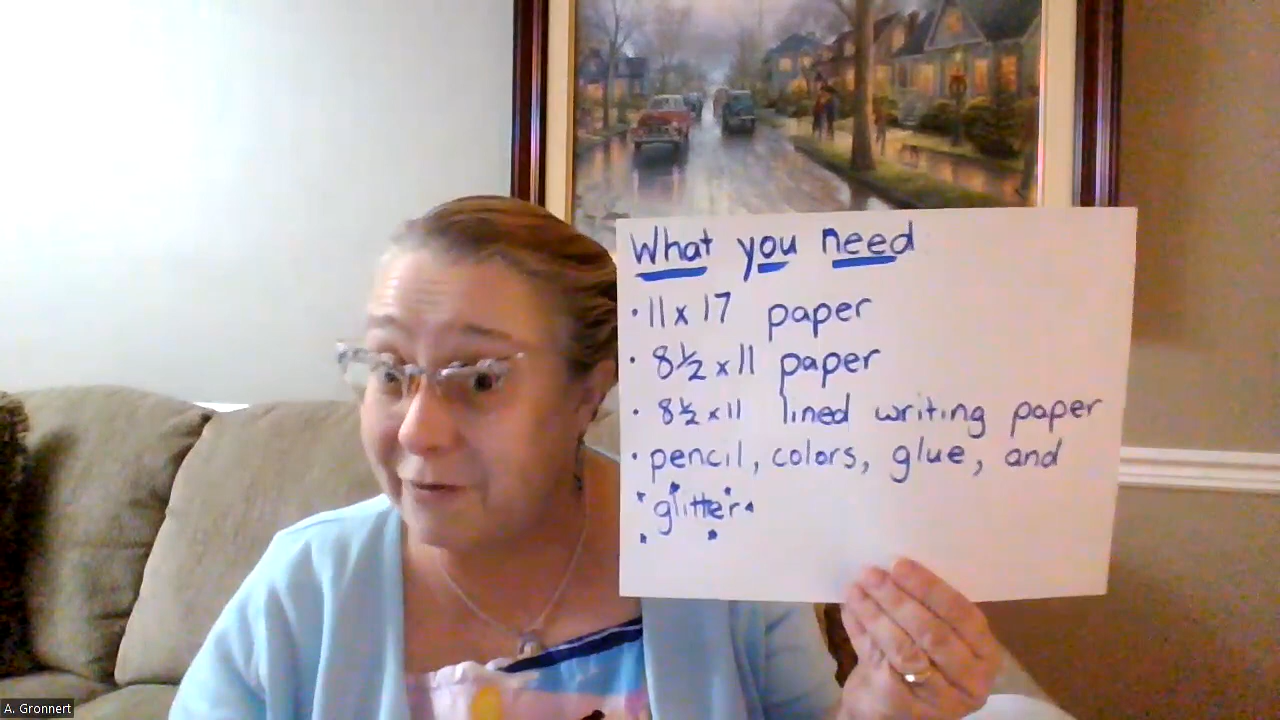 What you need
• 11 x 17 paper
• 8½ x 11 paper
• 8½ x 11 lined writing paper
• pencil, colors, glue, and
glitter
A. Gronnert